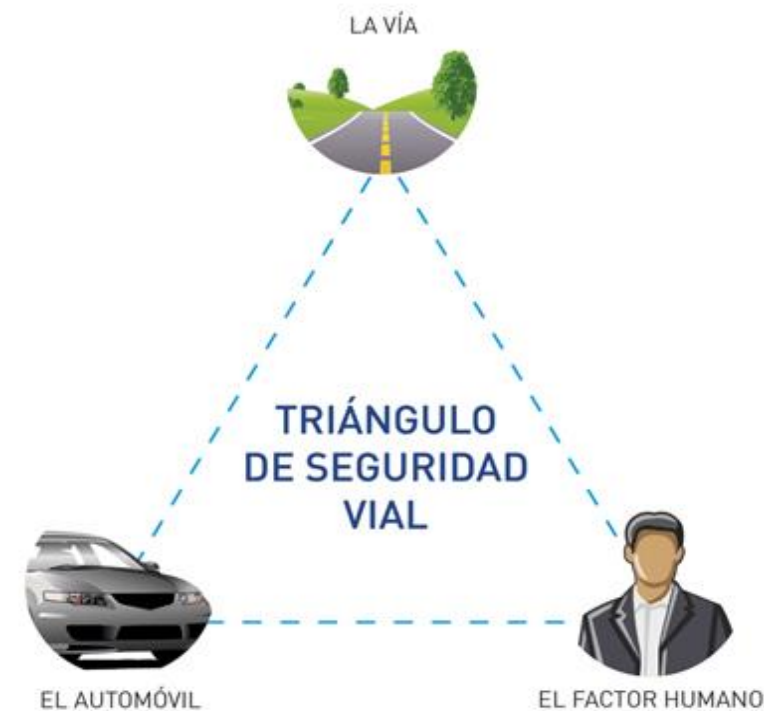 LA VÍA
TRIÁNGULO
DE SEGURIDAD
VIAL
EL AUTOMÓVIL
EL FACTOR HUMANO